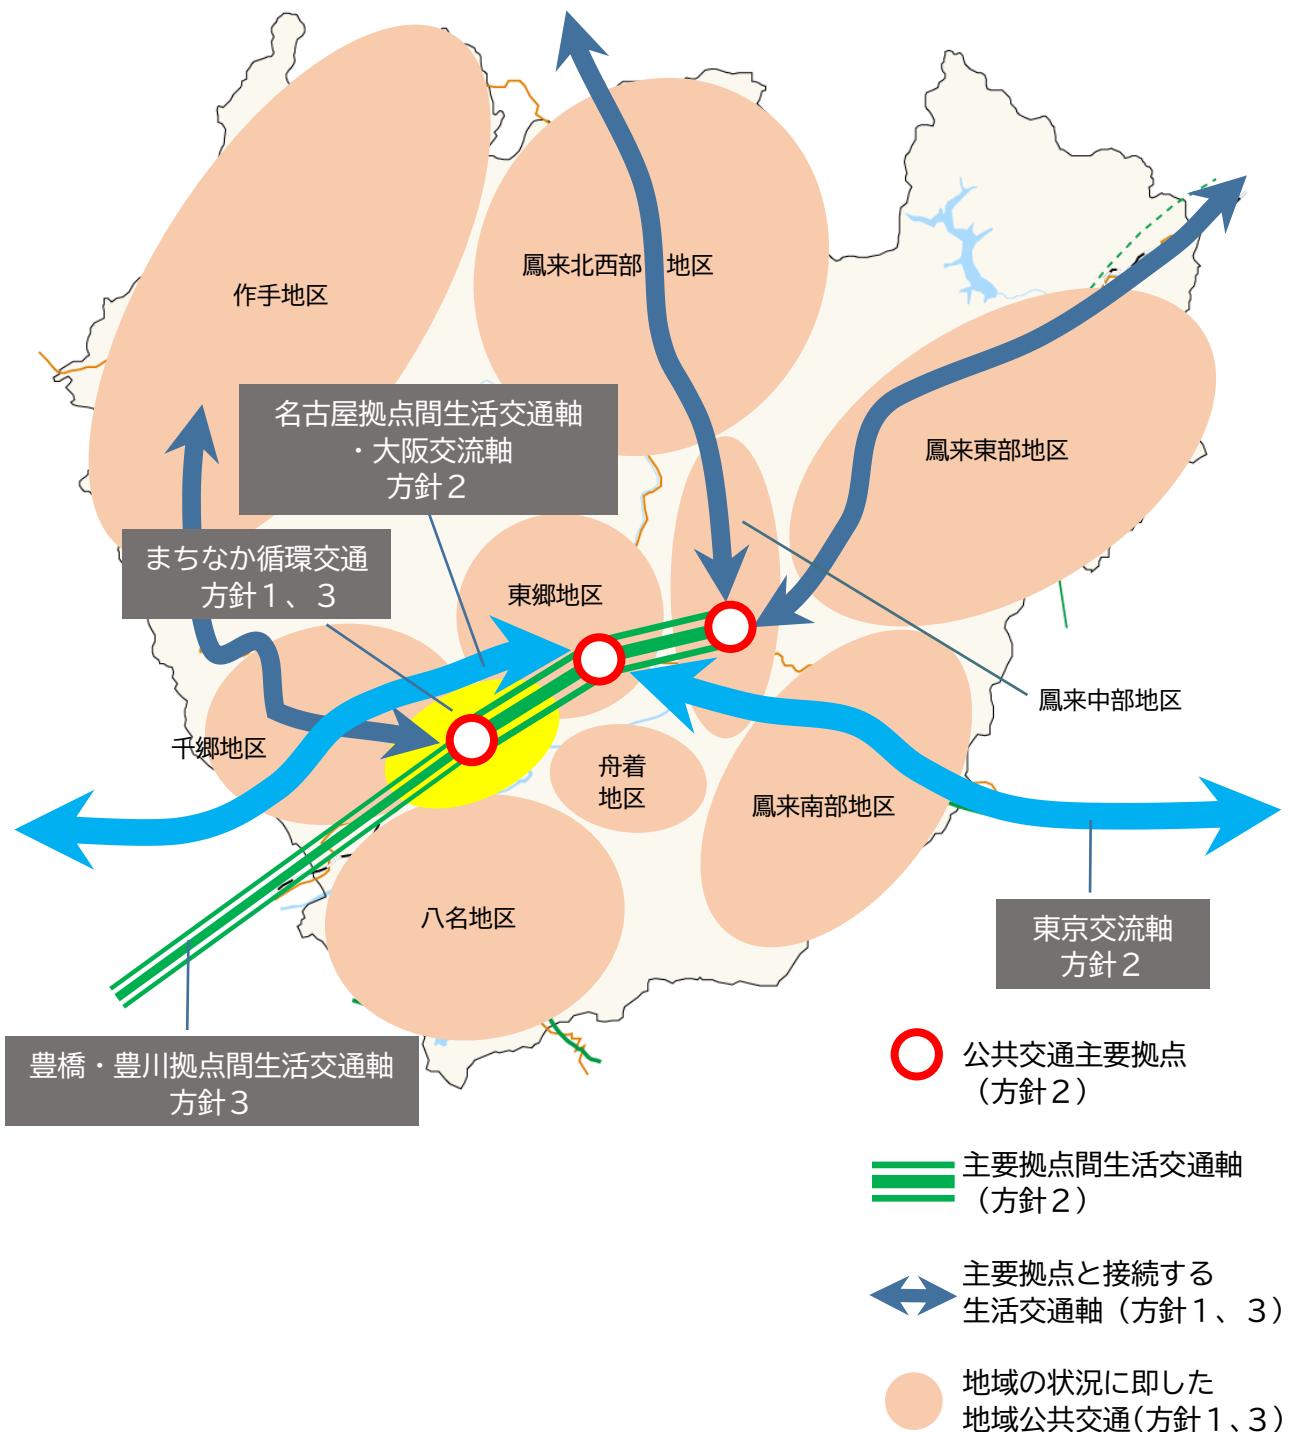 鳳来北西部 地区
作手地区
名古屋拠点間生活交通軸
・大阪交流軸
方針２
鳳来東部地区
まちなか循環交通
方針１、３
東郷地区
鳳来中部地区
千郷地区
舟着
地区
鳳来南部地区
八名地区
東京交流軸
方針２
豊橋・豊川拠点間生活交通軸
方針３
公共交通主要拠点
（方針２）
主要拠点間生活交通軸
（方針２）
主要拠点と接続する
生活交通軸（方針１、３）
地域の状況に即した
地域公共交通（方針１、３）